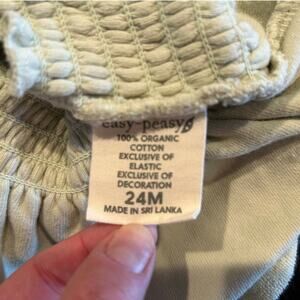 easy-peasy
100% ORGANIC
COTTON
EXCLUSIVE OF
ELASTIC
EXCLUSIVE OF
DECORATION
24M
MADE IN SRI LANKA